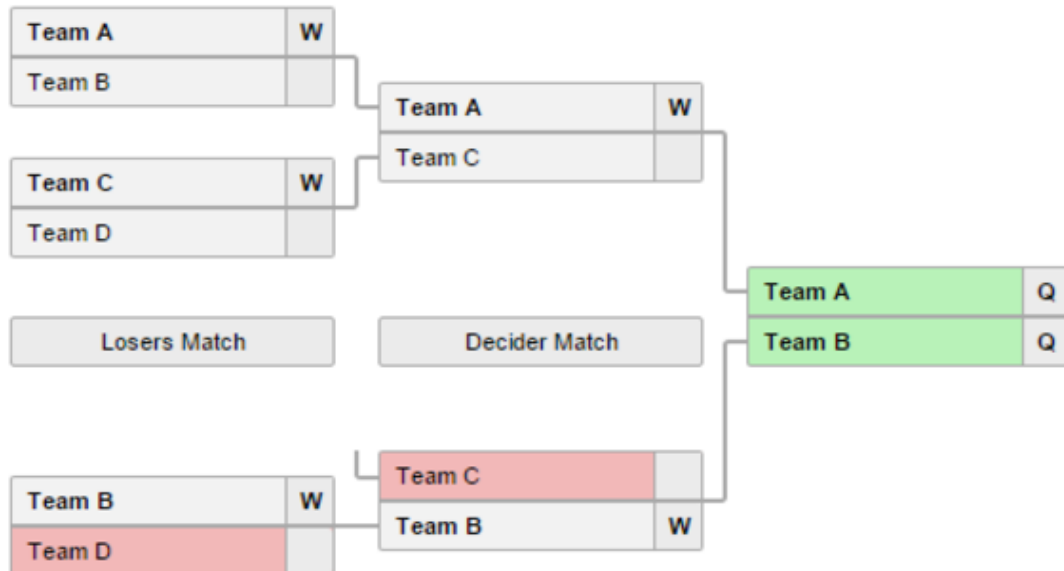 Team A W
Team B
Team A W
Team C
Team C W
Team D
Team A Q
Team B Q
Losers Match
Decider Match
Team C
Team B W
Team B W
Team D